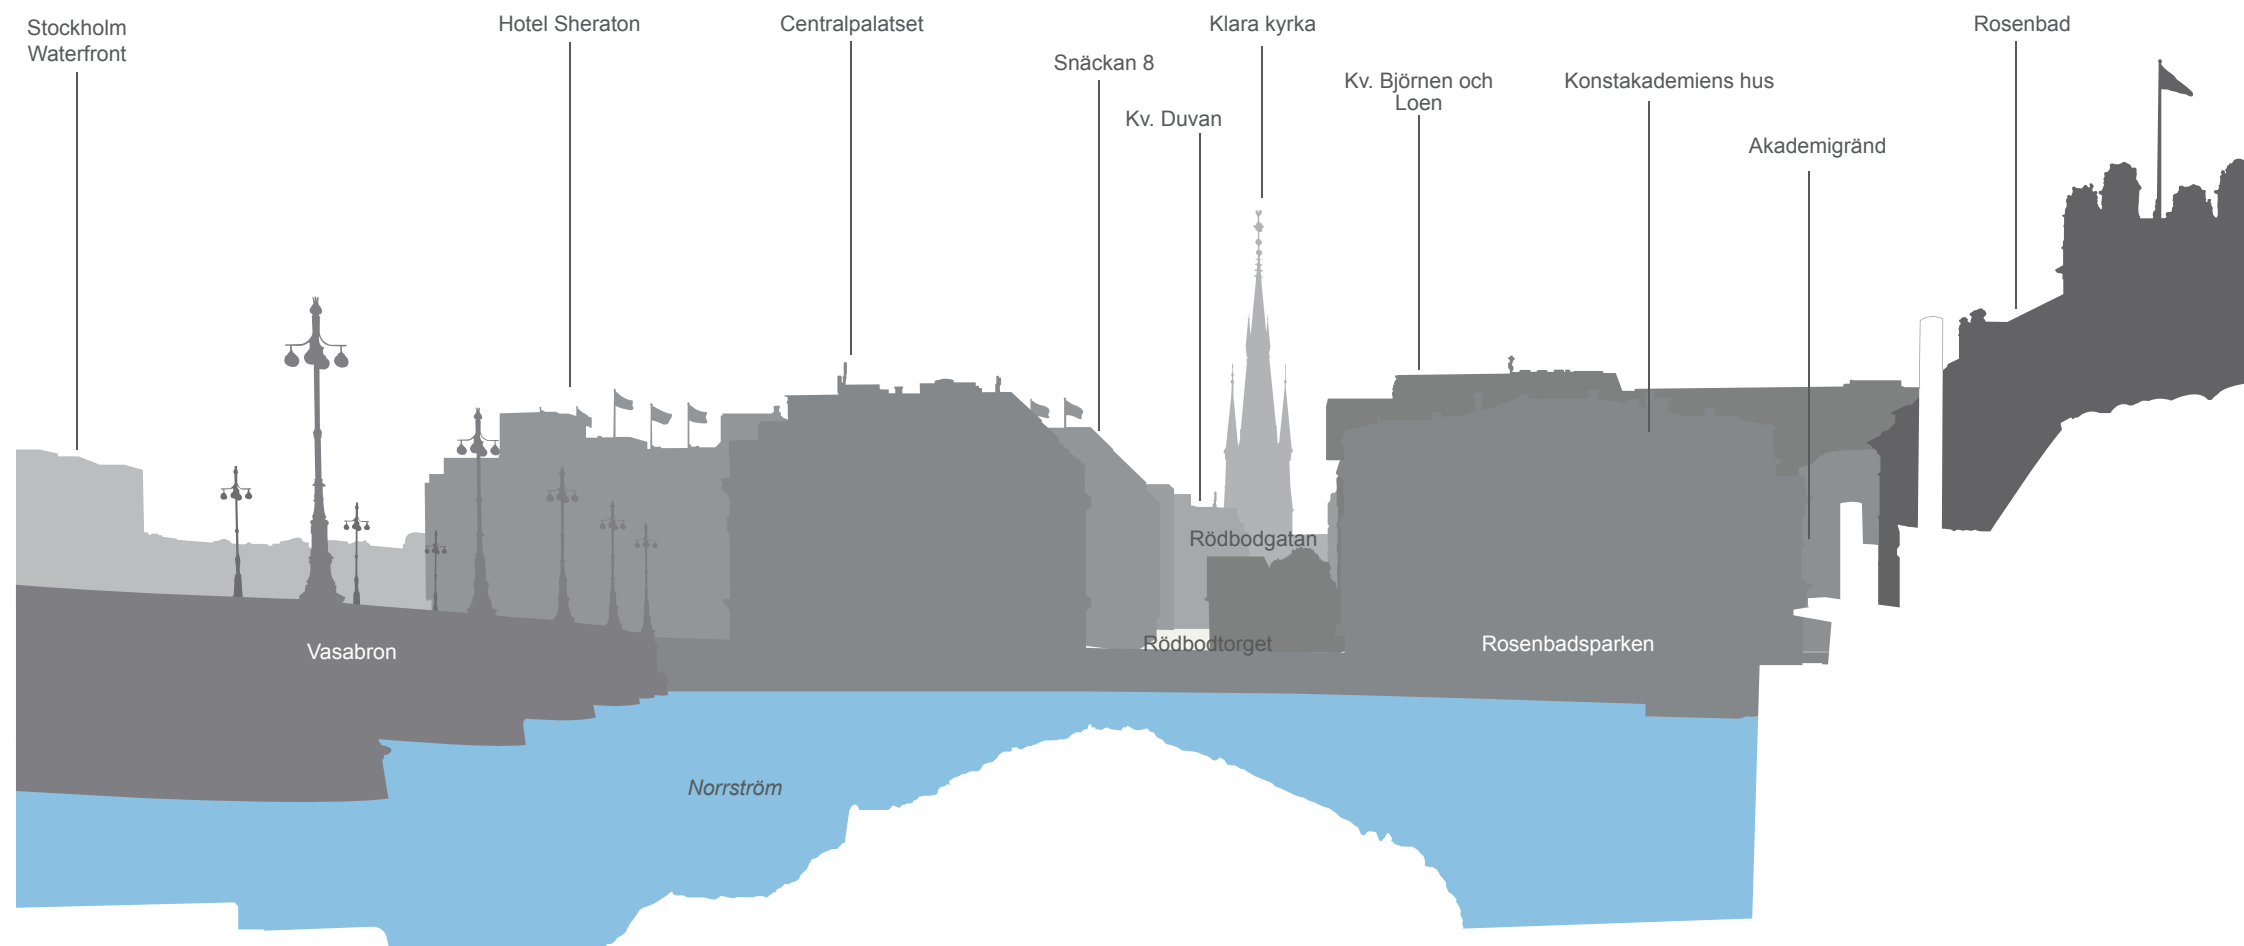 Stockholm
Waterfront
Hotel Sheraton
Centralpalatset
Snäckan 8
Kv. Duvan
Klara kyrka
Kv. Björnen och
Loen
Konstakademiens hus
Akademigränd
Rosenbad
Rödbodgatan
Vasabron
Rödbodtorget
Rosenbadsparken
Norrström